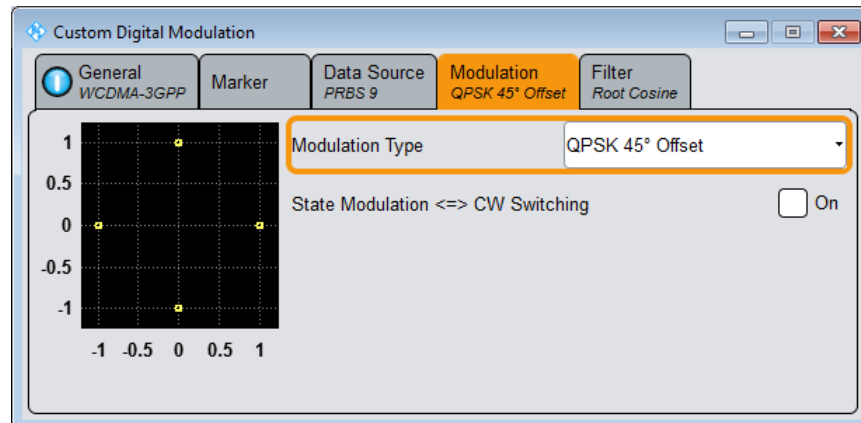 Custom Digital Modulation
General
WCDMA-3GPP
Marker
Data Source
PRBS 9
Modulation
QPSK 45° Offset
Filter
Root Cosine
1
0.5
0
-0.5
-1
-1 -0.5 0 0.5 1
Modulation Type QPSK 45° Offset
State Modulation <=> CW Switching On